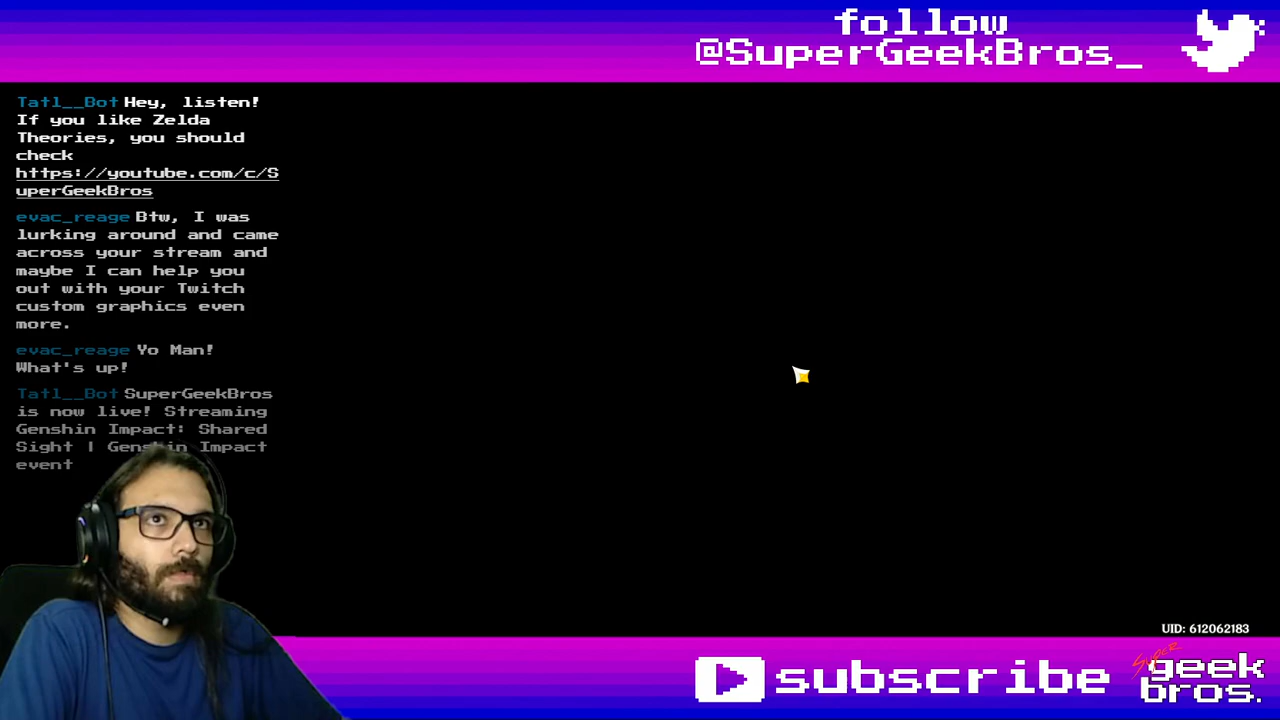 follow
@SuperGeekBros_
Tatl__Bot Hey, listen!
If you like Zelda
Theories, you should
check
https://youtube.com/c/S
uperGeekBros
evac_reage Btw, I was
lurking around and came
across your stream and
maybe I can help you
out with your Twitch
custom graphics even
more.
evac_reage Yo Man!
What's up!
Tatl__Bot SuperGeekBros
is now live! Streaming
Genshin Impact: Shared
Sight | Genshin Impact
event
UID: 612062183
subscribe
super
geek
bros.